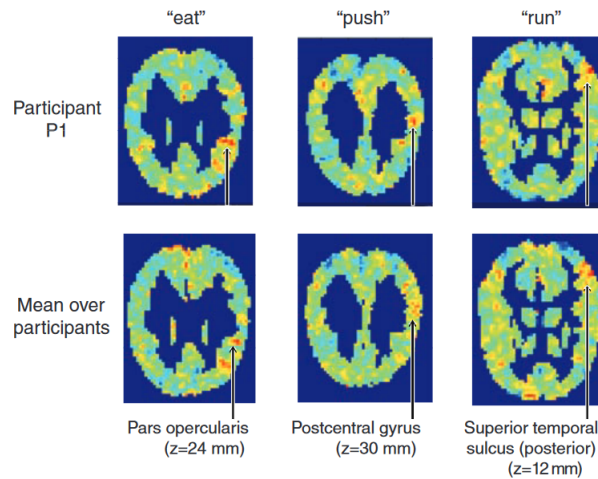 “eat” “push” “run”
Participant
P1
Mean over
participants
Pars opercularis
(z=24 mm)
Postcentral gyrus
(z=30 mm)
Superior temporal
sulcus (posterior)
(z=12 mm)